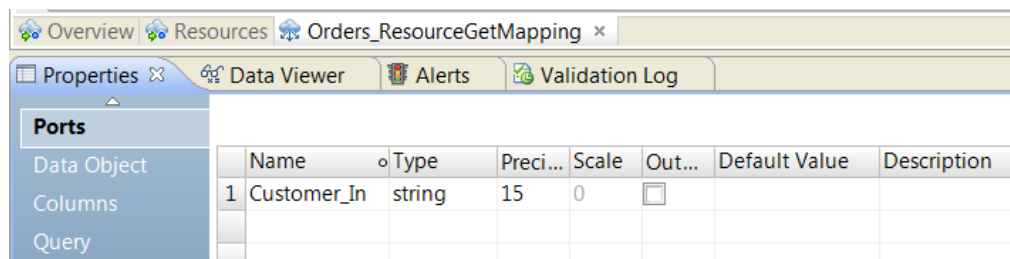 Overview Resources Orders_ResourceGetMapping
Properties Data Viewer Alerts Validation Log
Ports
Data Object
Columns
Query
Name Type Preci... Scale Out... Default Value Description
1 Customer_In string 15 0